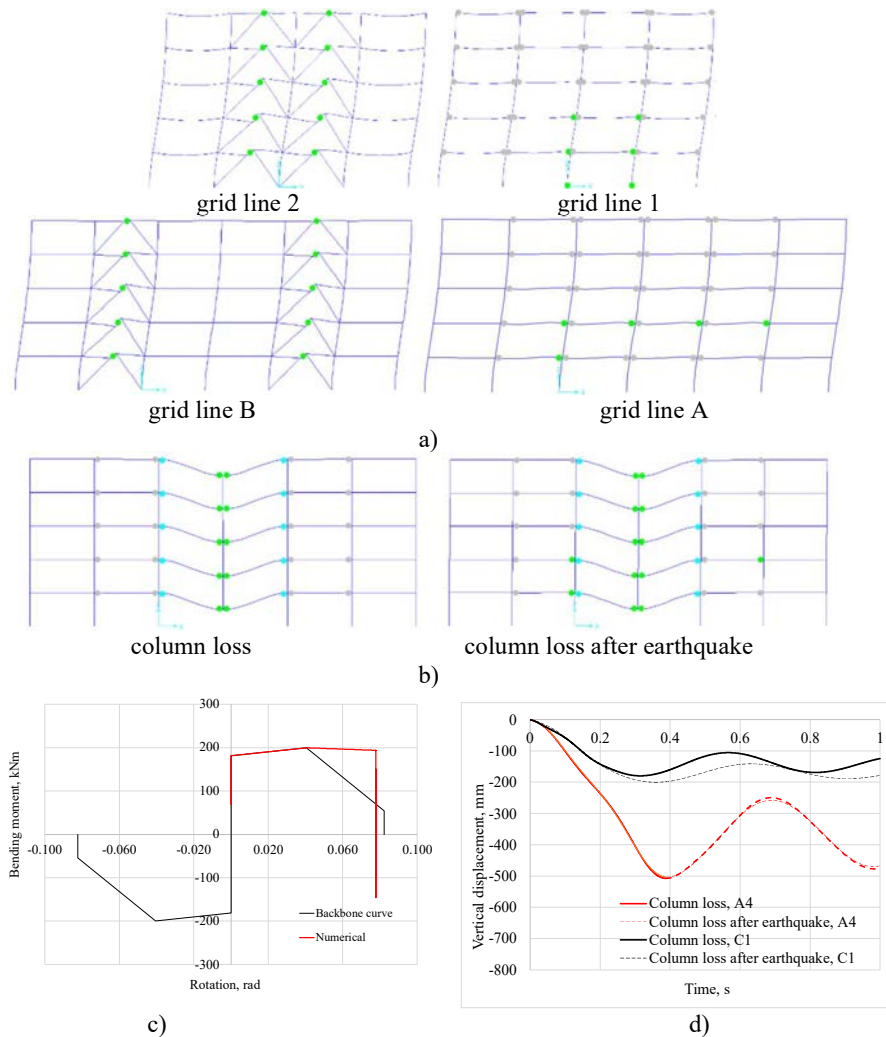 grid line 2
grid line 1
grid line B
grid line A
a)
column loss
column loss after earthquake
b)
300
200
100
0
-100
-200
-300
-0.100
-0.060
-0.020
0.020
0.060
0.100
Bending moment, kNm
Rotation, rad
Backbone curve
Numerical
c)
0
-100
-200
-300
-400
-500
-600
-700
-800
0
0.2
0.4
0.6
0.8
1
Vertical displacement, mm
Time, s
Column loss, A4
Column loss after earthquake, A4
Column loss, C1
Column loss after earthquake, C1
d)